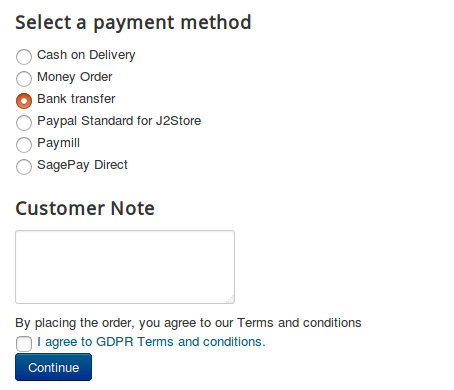 Select a payment method
Cash on Delivery
Money Order
Bank transfer
Paypal Standard for J2Store
Paymill
SagePay Direct
Customer Note
By placing the order, you agree to our Terms and conditions
I agree to GDPR Terms and conditions.
Continue